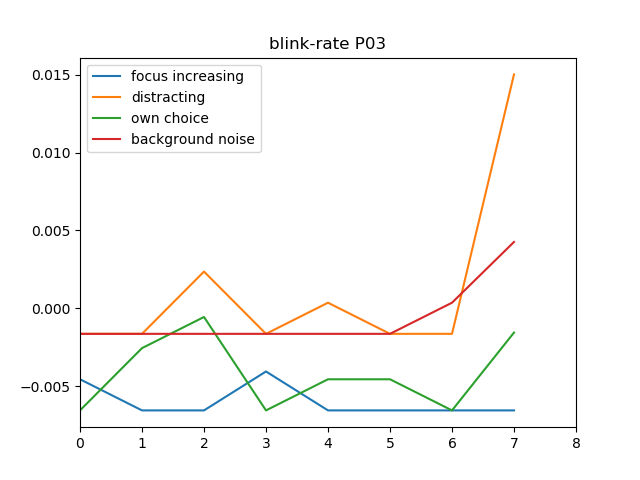 blink-rate P03
focus increasing
distracting
own choice
background noise
0.015
0.010
0.005
0.000
−0.005
0 1 2 3 4 5 6 7 8